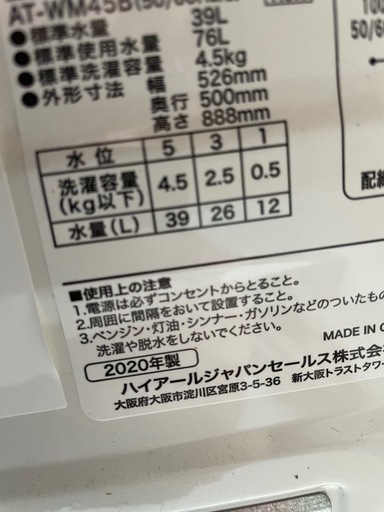 AT-WM45B
●標準水量 39L
●標準使用水量 76L
●標準洗濯容量 4.5kg
●外形寸法 幅 526mm
奥行 500mm
高さ 888mm
水位 5 3 1
洗濯容量(kg以下) 4.5 2.5 0.5
水量(L) 39 26 12
■使用上の注意
1.電源は必ずコンセントからとること。
2.周囲に間隔をおいて設置すること。
3.ベンジン・灯油・シンナー・ガソリンなどのついたもの
洗濯や脱水をしないでください。
MADE IN
2020年製
ハイアールジャパンセールス株式会
大阪府大阪市淀川区宮原3-5-36 新大阪トラストタワー
100
50/60
配線